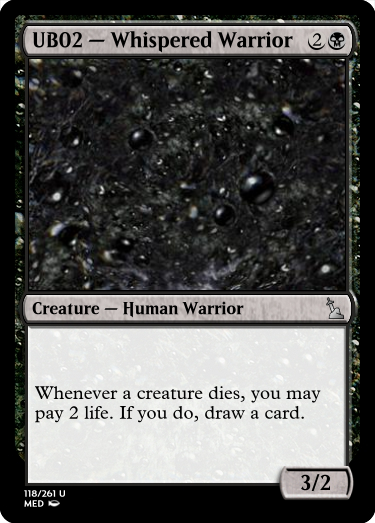 UB02 — Whispered Warrior 2
Creature — Human Warrior
Whenever a creature dies, you may
pay 2 life. If you do, draw a card.
3/2
118/261 U
MED